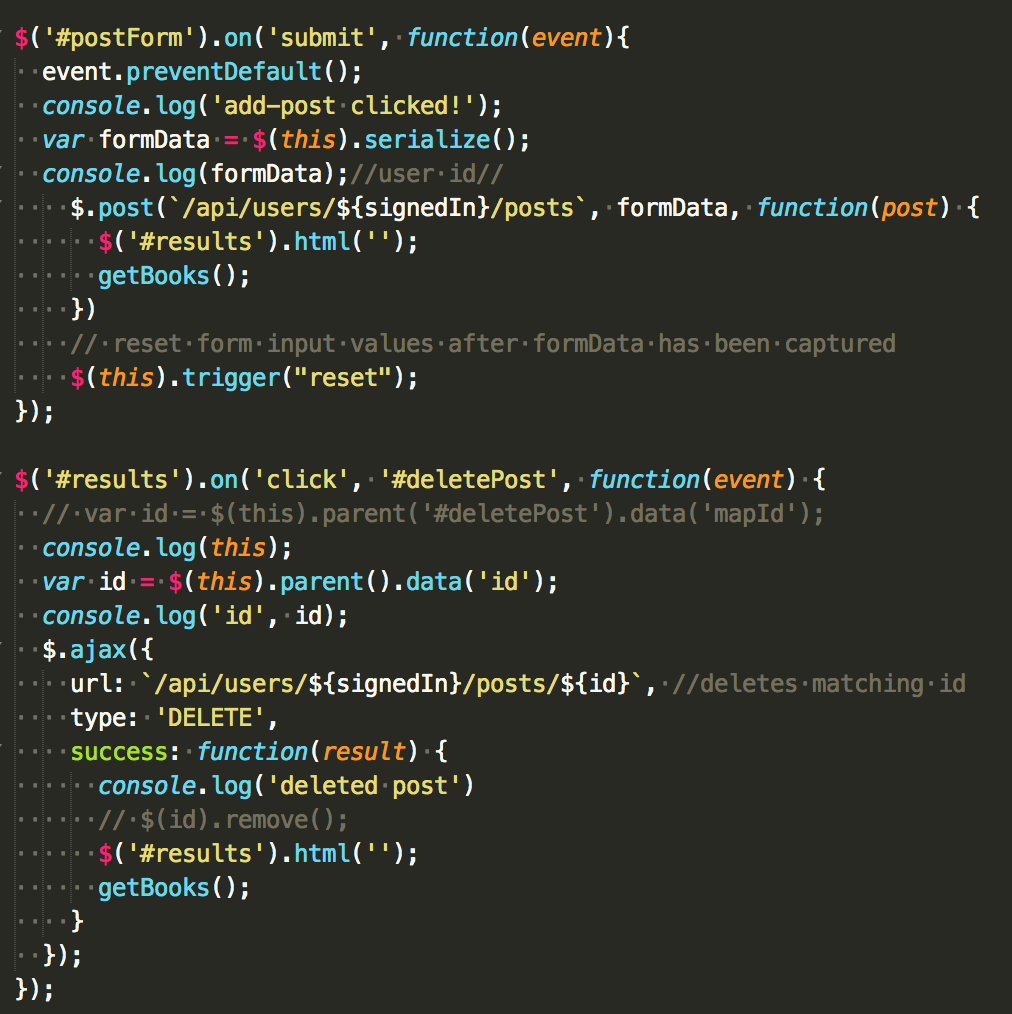 $('#postForm').on('submit', function(event){
  event.preventDefault();
  console.log('add-post clicked!');
  var formData = $(this).serialize();
  console.log(formData);//user id//
    $.post(`/api/users/${signedIn}/posts`, formData, function(post) {
      $('#results').html('');
      getBooks();
    })
    // reset form input values after formData has been captured
    $(this).trigger("reset");
});

$('#results').on('click', '#deletePost', function(event) {
  // var id = $(this).parent('#deletePost').data('mapId');
  console.log(this);
  var id = $(this).parent().data('id');
  console.log('id', id);
  $.ajax({
    url: `/api/users/${signedIn}/posts/${id}`, //deletes matching id
    type: 'DELETE',
    success: function(result) {
      console.log('deleted post')
      // $(id).remove();
      $('#results').html('');
      getBooks();
    }
  });
});